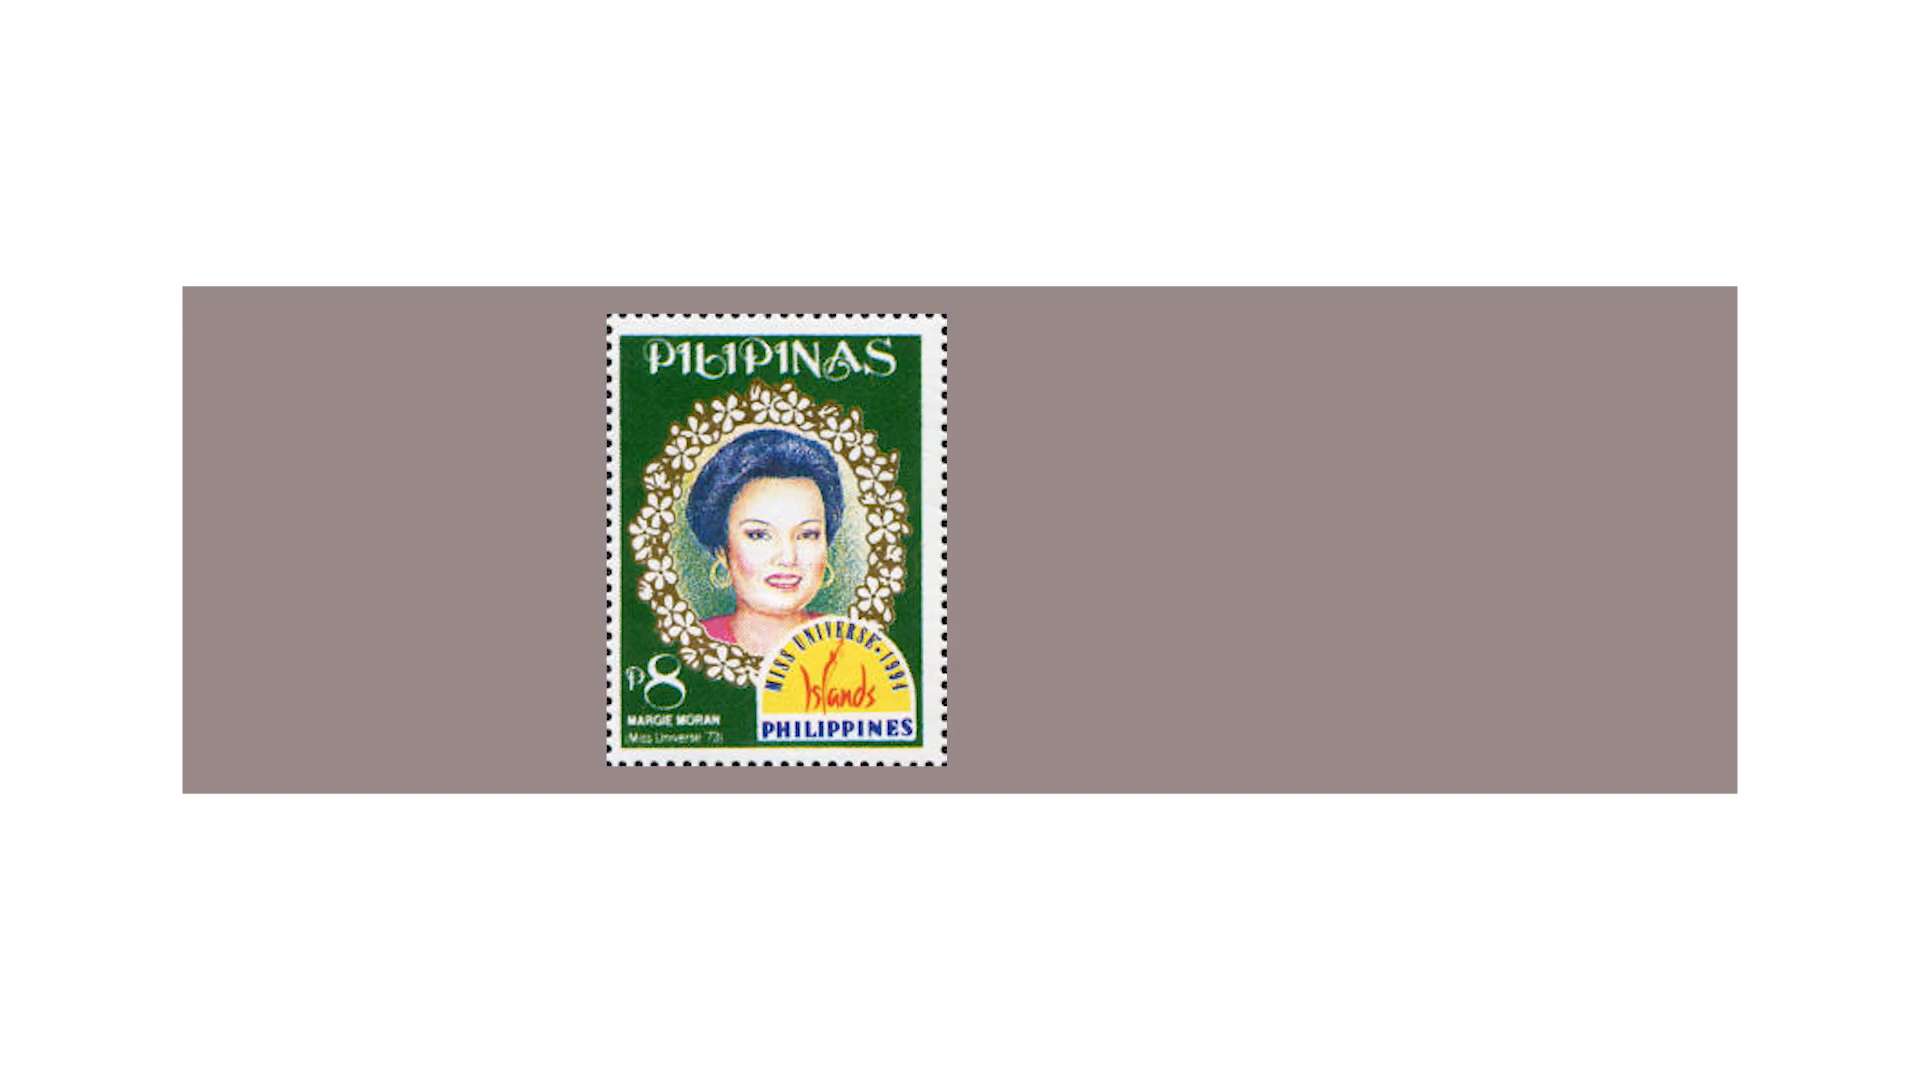 PILIPINAS
MISS UNIVERSE • 1994
Islands
PHILIPPINES
P8
MARGIE MORAN
(Miss Universe '73)